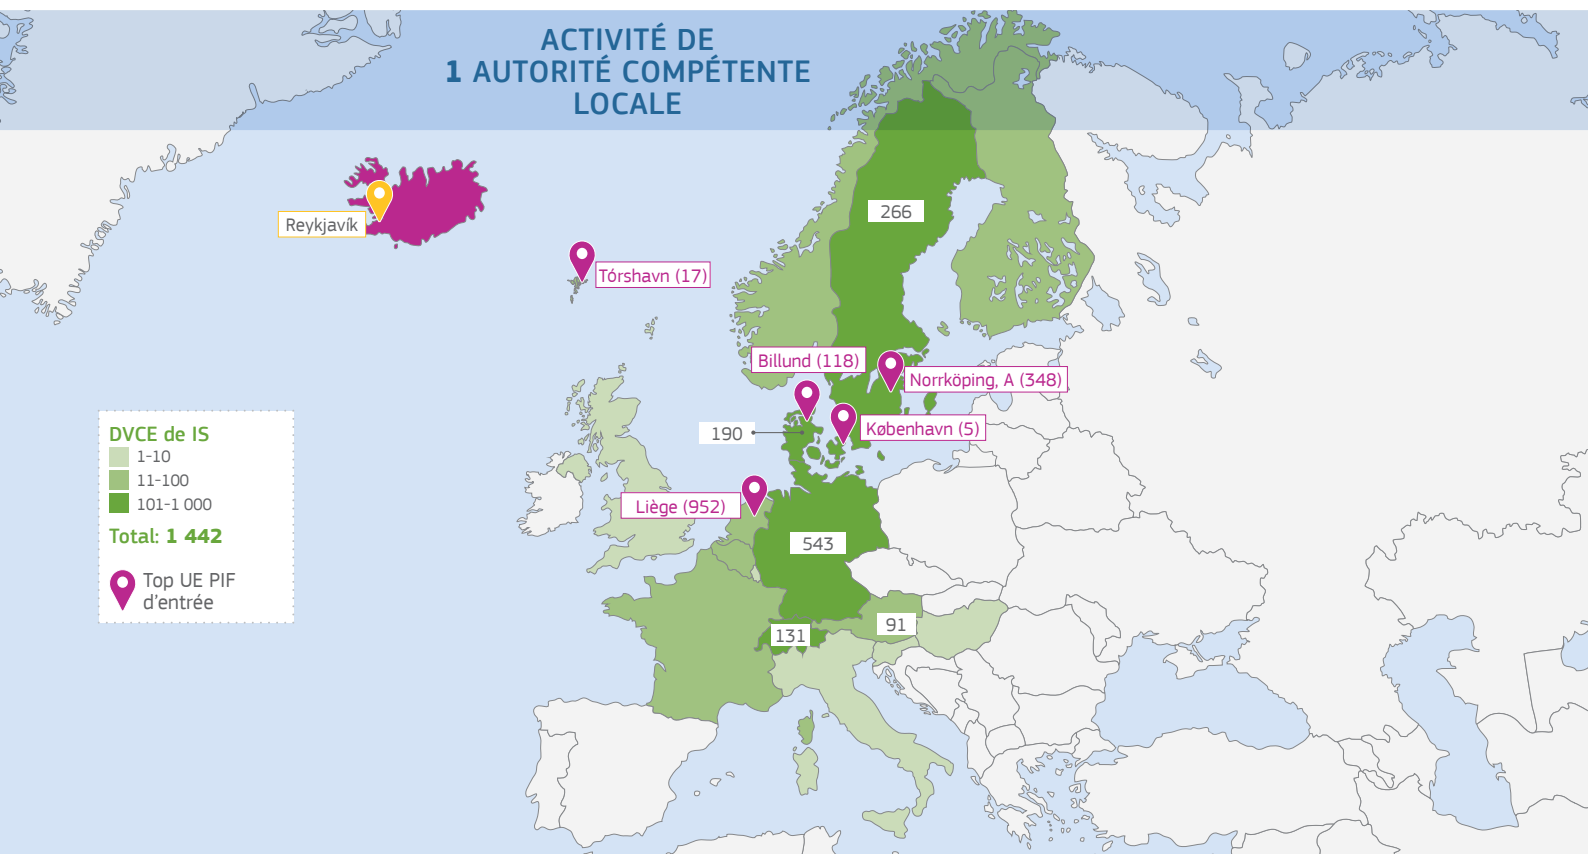 ACTIVITÉ DE
1 AUTORITÉ COMPÉTENTE
LOCALE
266
Reykjavík
Tórshavn (17)
Billund (118)
Norrköping, A (348)
København (5)
190
DVCE de IS
1-10
11-100
101-1 000
Total: 1 442
Top UE PIF
d'entrée
Liège (952)
543
91
131